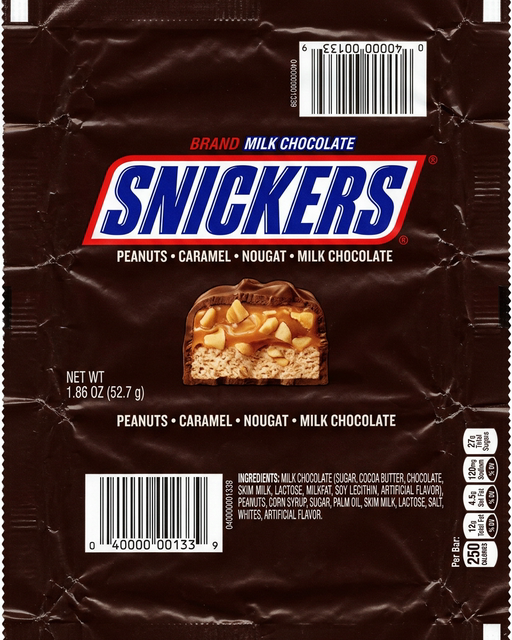 0 40000 00133 9
040000001339
BRAND MILK CHOCOLATE
SNICKERS®
®
PEANUTS • CARAMEL • NOUGAT • MILK CHOCOLATE
NET WT
1.86 OZ (52.7 g)
PEANUTS • CARAMEL • NOUGAT • MILK CHOCOLATE
INGREDIENTS: MILK CHOCOLATE (SUGAR, COCOA BUTTER, CHOCOLATE,
SKIM MILK, LACTOSE, MILKFAT, SOY LECITHIN, ARTIFICIAL FLAVOR),
PEANUTS, CORN SYRUP, SUGAR, PALM OIL, SKIM MILK, LACTOSE, SALT,
WHITES, ARTIFICIAL FLAVOR.
040000001339
0 40000 00133 9
Per Bar:
250 CALORIES
12g Total Fat % DV
4.5g Sat Fat % DV
120mg Sodium % DV
27g Total Sugars